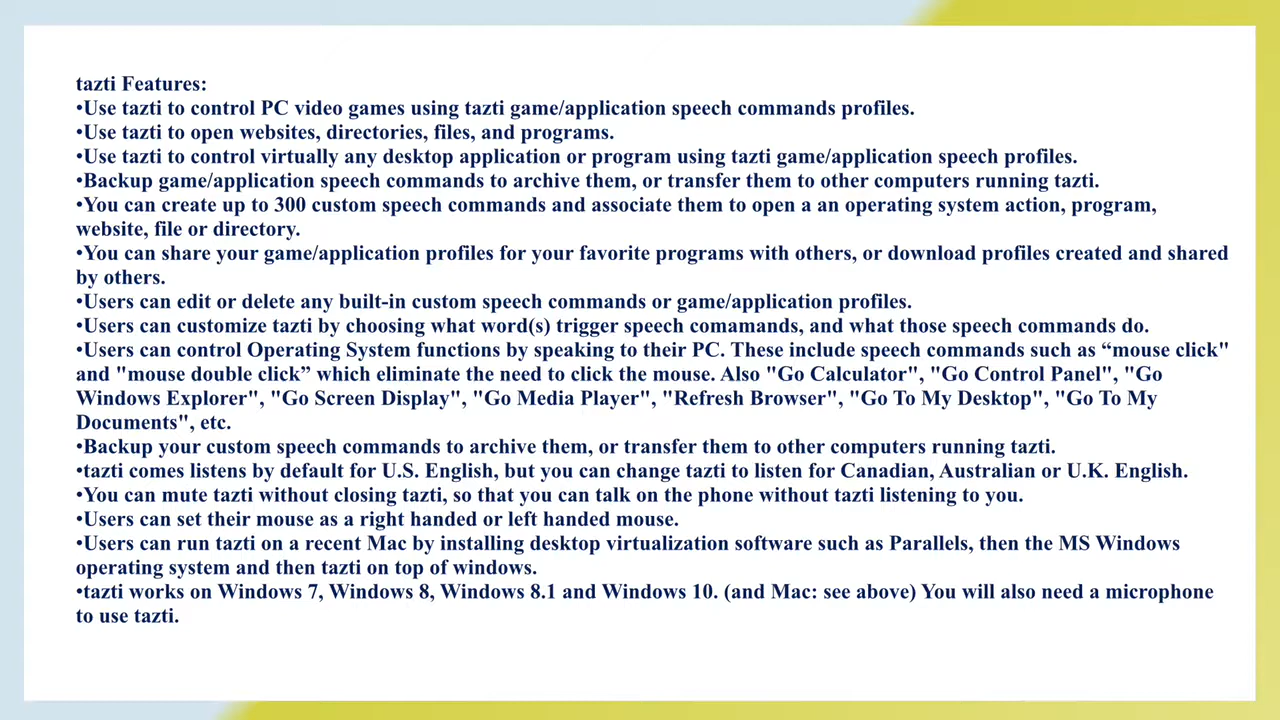 tazti Features:
•Use tazti to control PC video games using tazti game/application speech commands profiles.
•Use tazti to open websites, directories, files, and programs.
•Use tazti to control virtually any desktop application or program using tazti game/application speech profiles.
•Backup game/application speech commands to archive them, or transfer them to other computers running tazti.
•You can create up to 300 custom speech commands and associate them to open a an operating system action, program,
website, file or directory.
•You can share your game/application profiles for your favorite programs with others, or download profiles created and shared
by others.
•Users can edit or delete any built-in custom speech commands or game/application profiles.
•Users can customize tazti by choosing what word(s) trigger speech comamands, and what those speech commands do.
•Users can control Operating System functions by speaking to their PC. These include speech commands such as “mouse click"
and "mouse double click” which eliminate the need to click the mouse. Also "Go Calculator", "Go Control Panel", "Go
Windows Explorer", "Go Screen Display", "Go Media Player", "Refresh Browser", "Go To My Desktop", "Go To My
Documents", etc.
•Backup your custom speech commands to archive them, or transfer them to other computers running tazti.
•tazti comes listens by default for U.S. English, but you can change tazti to listen for Canadian, Australian or U.K. English.
•You can mute tazti without closing tazti, so that you can talk on the phone without tazti listening to you.
•Users can set their mouse as a right handed or left handed mouse.
•Users can run tazti on a recent Mac by installing desktop virtualization software such as Parallels, then the MS Windows
operating system and then tazti on top of windows.
•tazti works on Windows 7, Windows 8, Windows 8.1 and Windows 10. (and Mac: see above) You will also need a microphone
to use tazti.